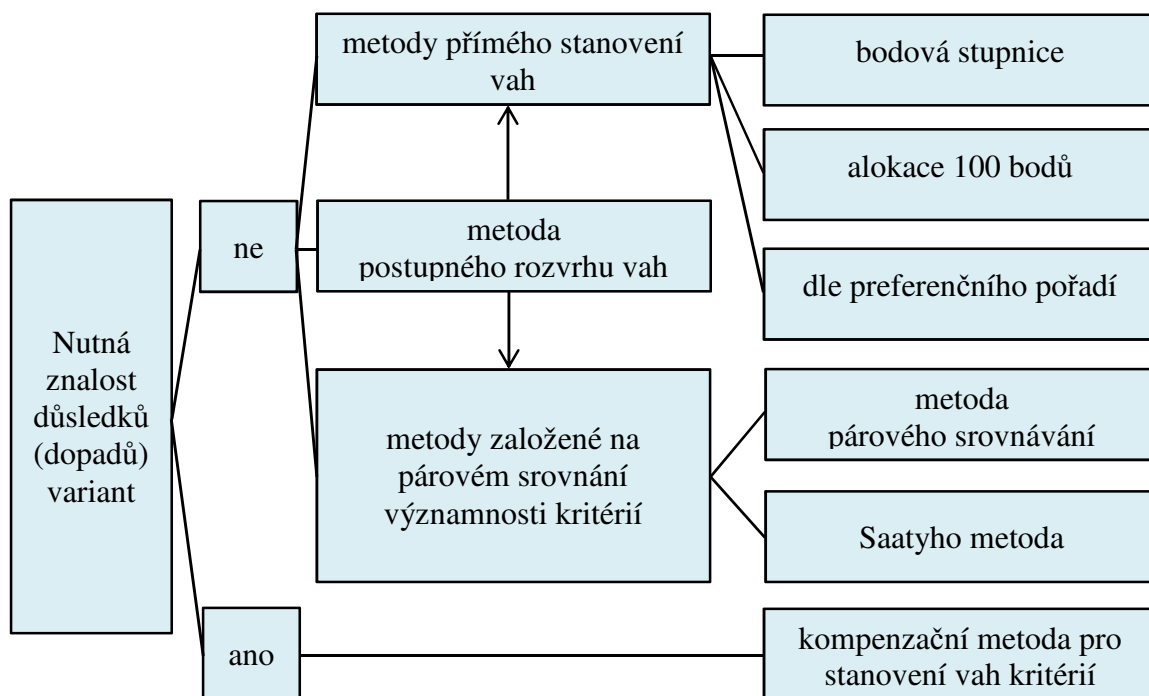 metody přímého stanovení
vah
bodová stupnice
alokace 100 bodů
ne
metoda
postupného rozvrhu vah
dle preferenčního pořadí
Nutná
znalost
důsledků
(dopadů)
variant
metody založené na
párovém srovnání
významnosti kritérií
metoda
párového srovnávání
Saatyho metoda
ano
kompenzační metoda pro
stanovení vah kritérií